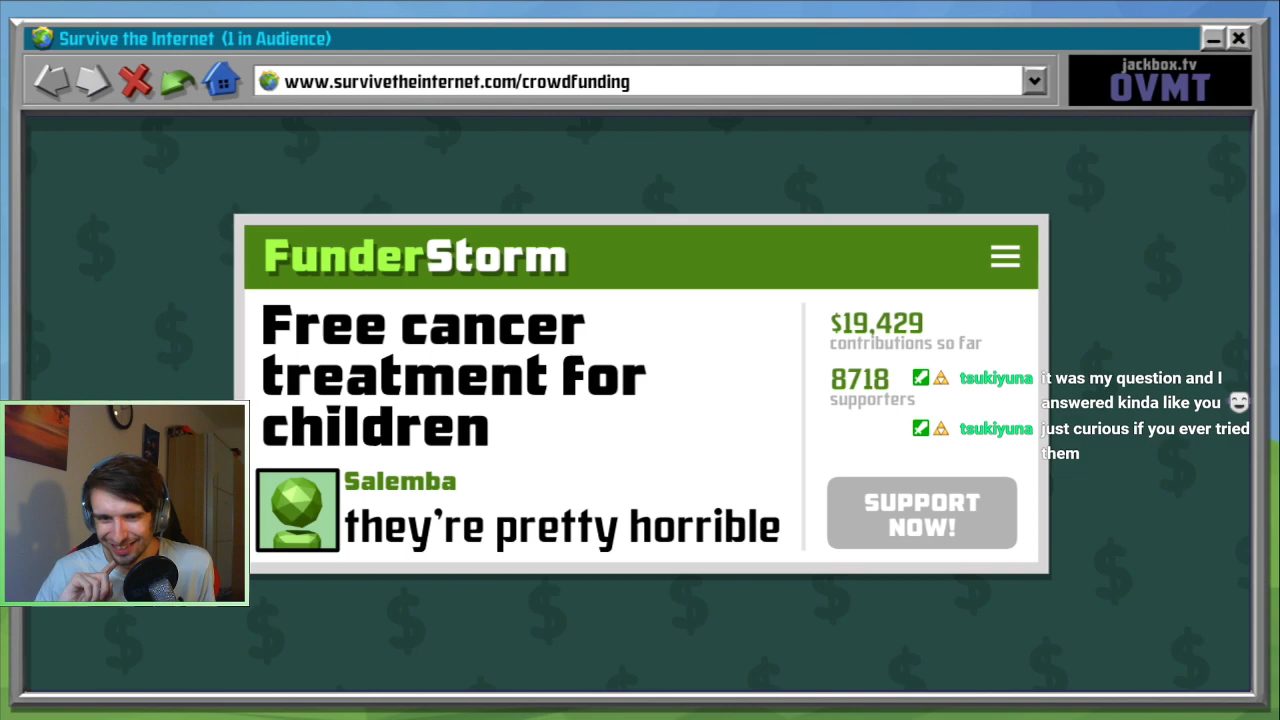 Survive the Internet (1 in Audience)
www.survivetheinternet.com/crowdfunding
jackbox.tv
OVMT
FunderStorm
Free cancer
treatment for
children
Salemba
they're pretty horrible
$19,429
contributions so far
8718
supporters
SUPPORT
NOW!
tsukiyuna it was my question and I
answered kinda like you
tsukiyuna just curious if you ever tried
them